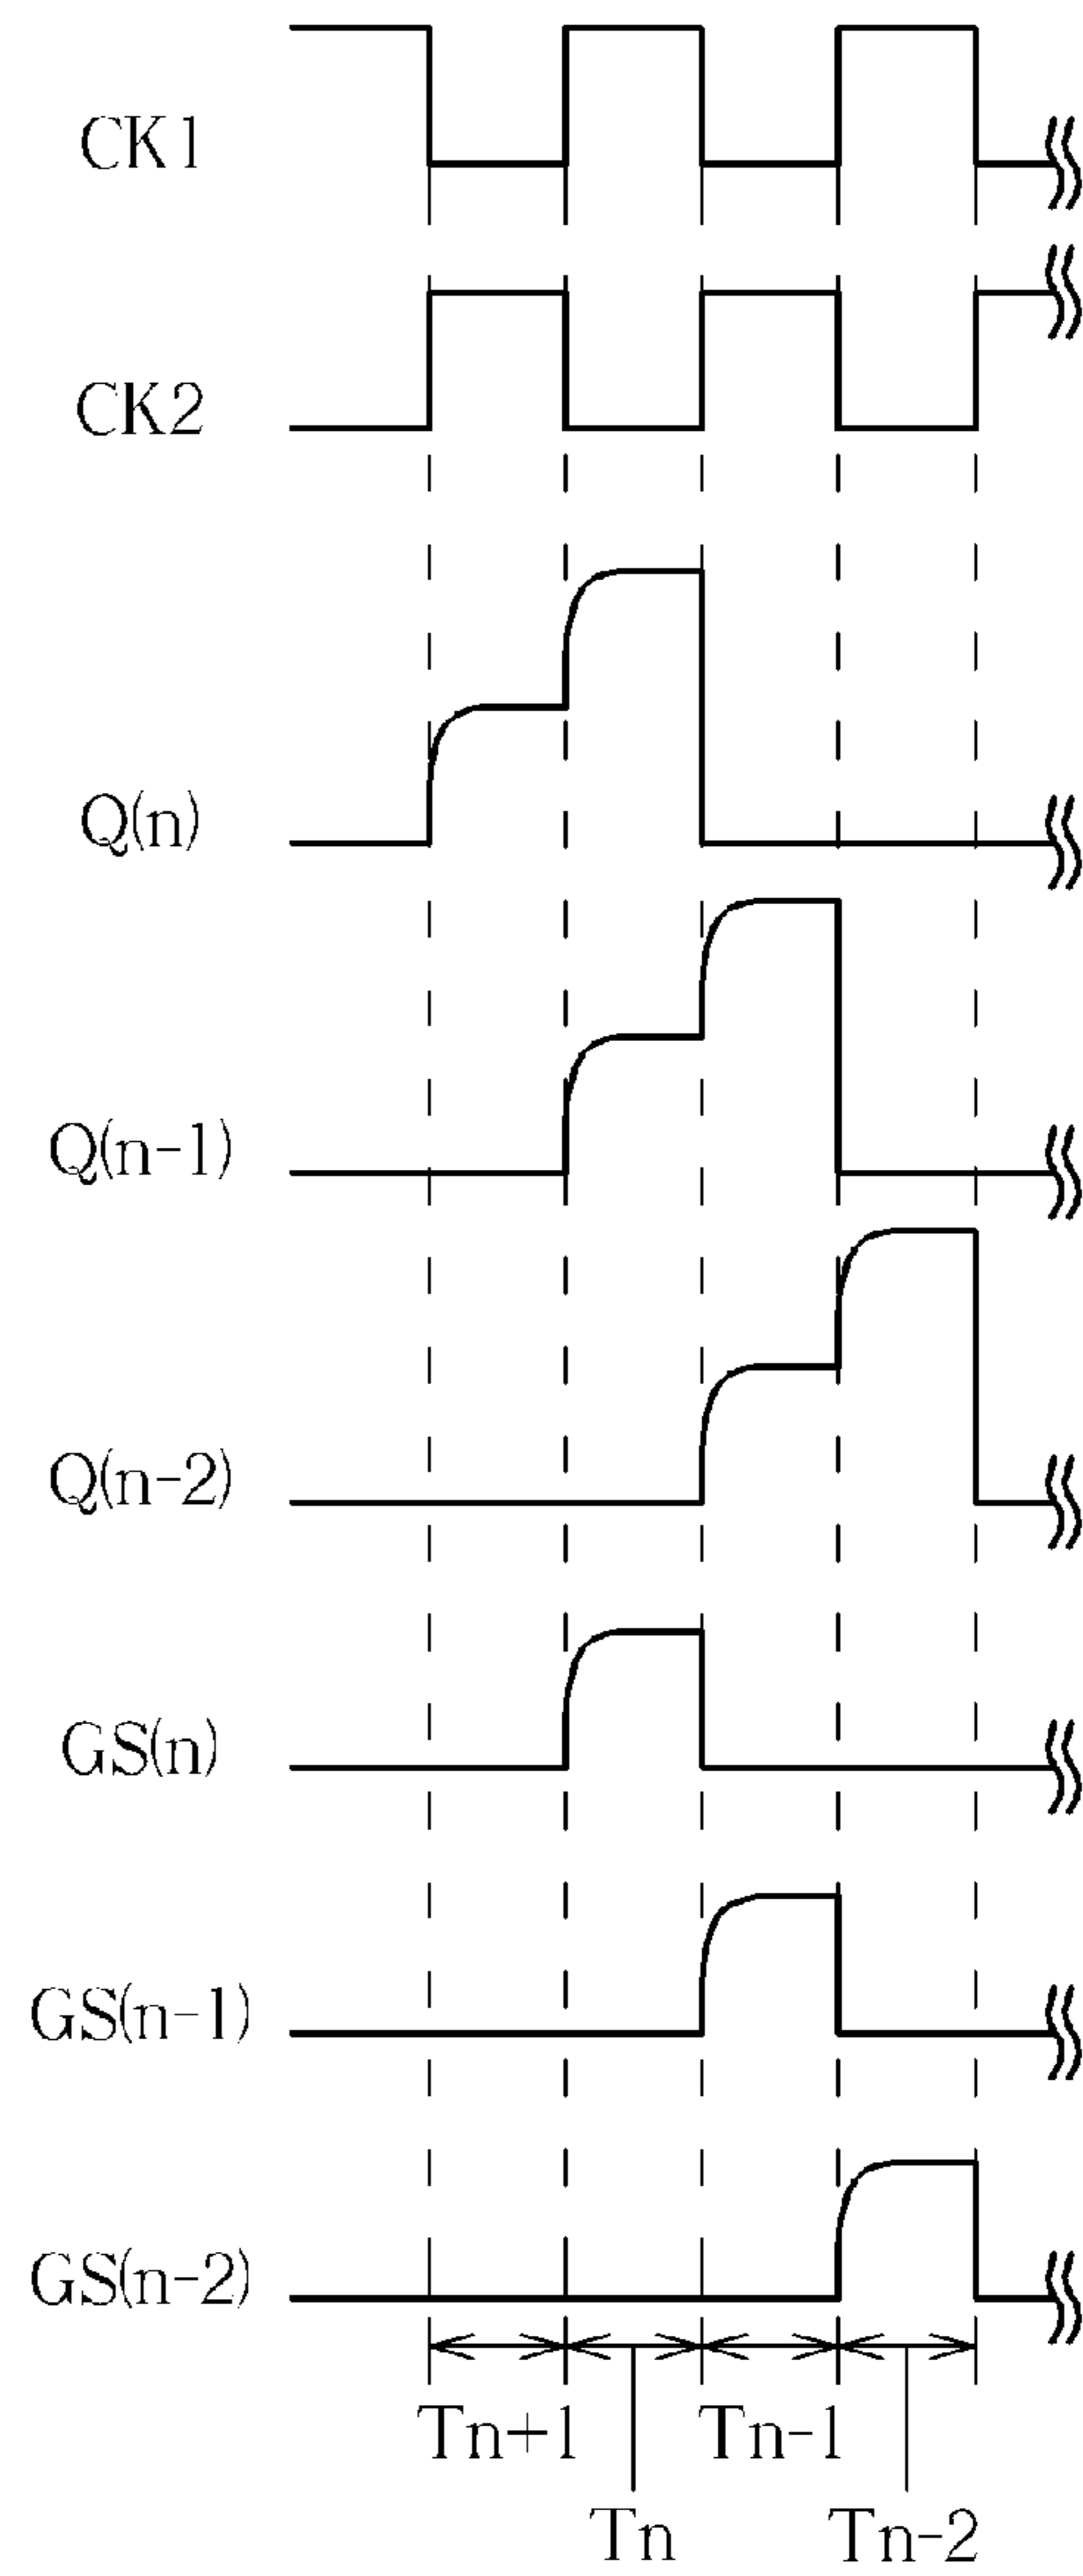 CK1
CK2
Q(n)
Q(n-1)
Q(n-2)
GS(n)
GS(n-1)
GS(n-2)
Tn+1
Tn-1
Tn
Tn-2